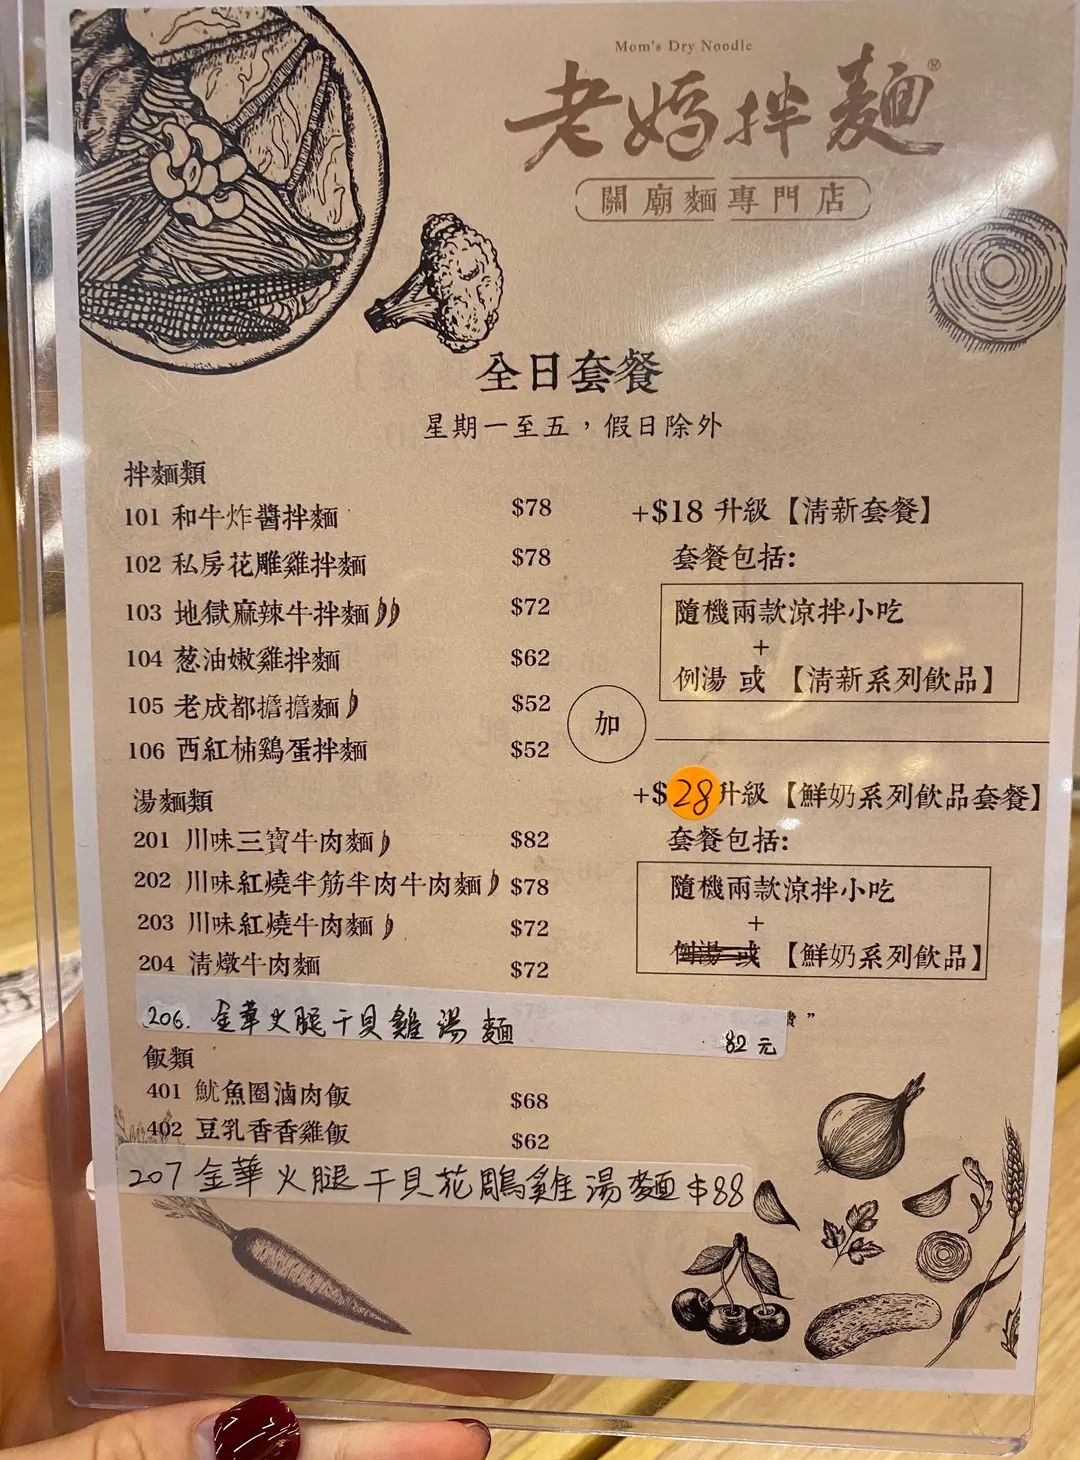 Mom's Dry Noodle
老媽拌麵®
關廟麵專門店
全日套餐
星期一至五，假日除外
拌麵類
101 和牛炸醬拌麵 $78
102 私房花雕雞拌麵 $78
103 地獄麻辣牛拌麵 $72
104 葱油嫩雞拌麵 $62
105 老成都擔擔麵 $52
106 西紅柿鷄蛋拌麵 $52
湯麵類
201 川味三寶牛肉麵 $82
202 川味紅燒半筋半肉牛肉麵 $78
203 川味紅燒牛肉麵 $72
204 清燉牛肉麵 $72
206. 金華火腿干貝雞湯麵 82元
飯類
401 魷魚圈滷肉飯 $68
402 豆乳香香雞飯 $62
207 金華火腿干貝花鵰雞湯麵 $88
加
+$18 升級【清新套餐】
套餐包括:
隨機兩款涼拌小吃
+
例湯 或 【清新系列飲品】
+$28升級【鮮奶系列飲品套餐】
套餐包括:
隨機兩款涼拌小吃
+
例湯 或 【鮮奶系列飲品】
費 ”